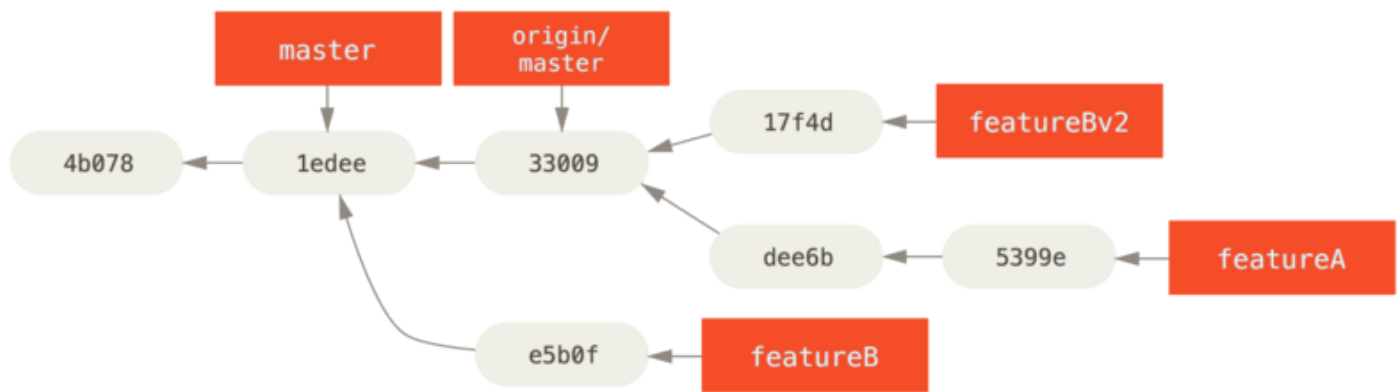 master
origin/
master
17f4d
featureBv2
4b078
1edee
33009
dee6b
5399e
featureA
e5b0f
featureB